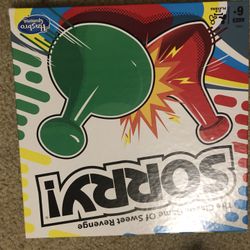 SORRY!
The Classic Game Of Sweet Revenge
Hasbro
Gaming